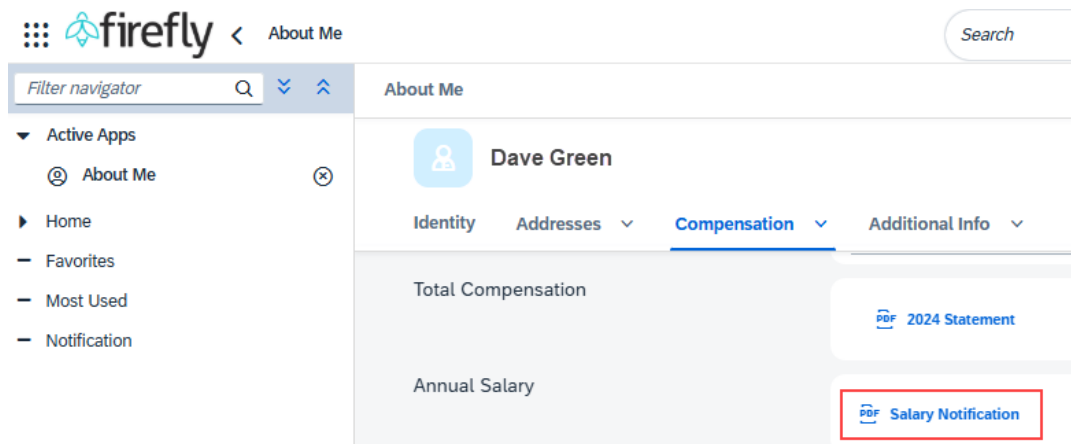 firefly
About Me
Search
Filter navigator
About Me
Active Apps
About Me
Dave Green
Home
Identity
Addresses
Compensation
Additional Info
Favorites
Most Used
Notification
Total Compensation
PDF 2024 Statement
Annual Salary
PDF Salary Notification